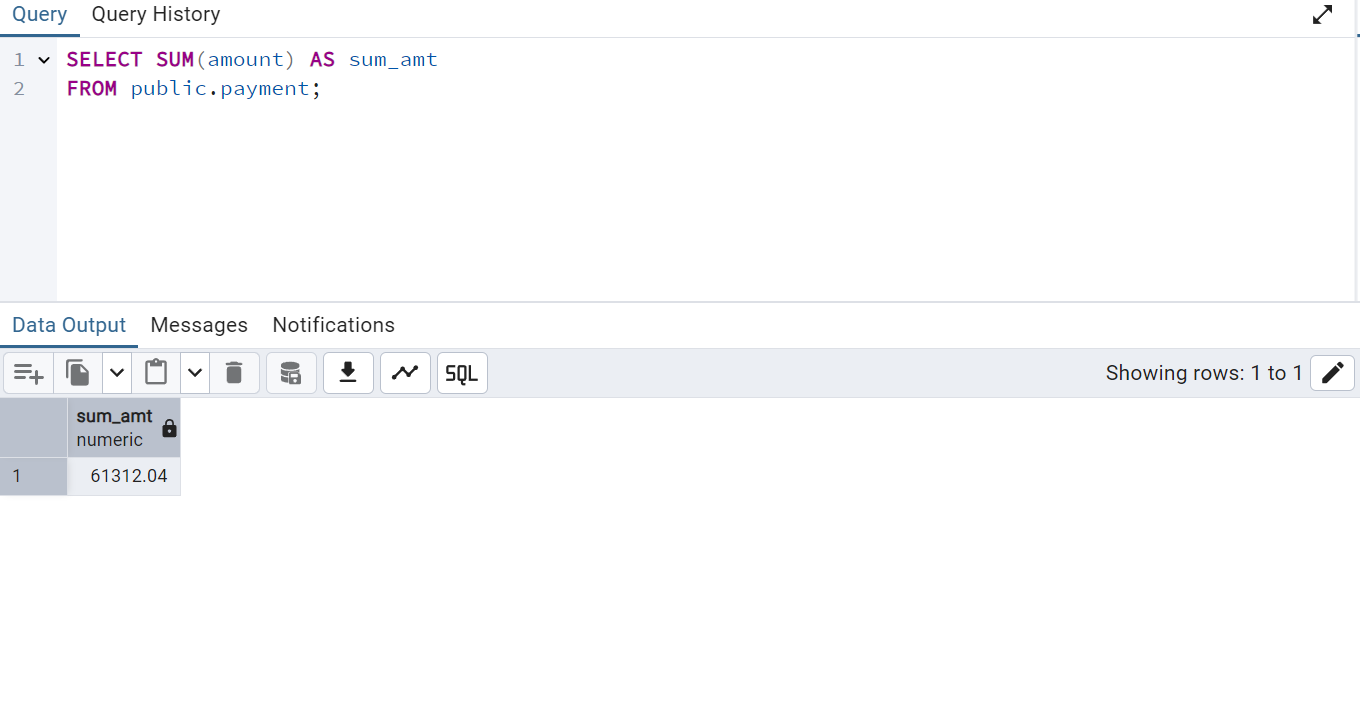 Query Query History
1 SELECT SUM(amount) AS sum_amt
2 FROM public.payment;
Data Output Messages Notifications
SQL Showing rows: 1 to 1
sum_amt
numeric
1 61312.04